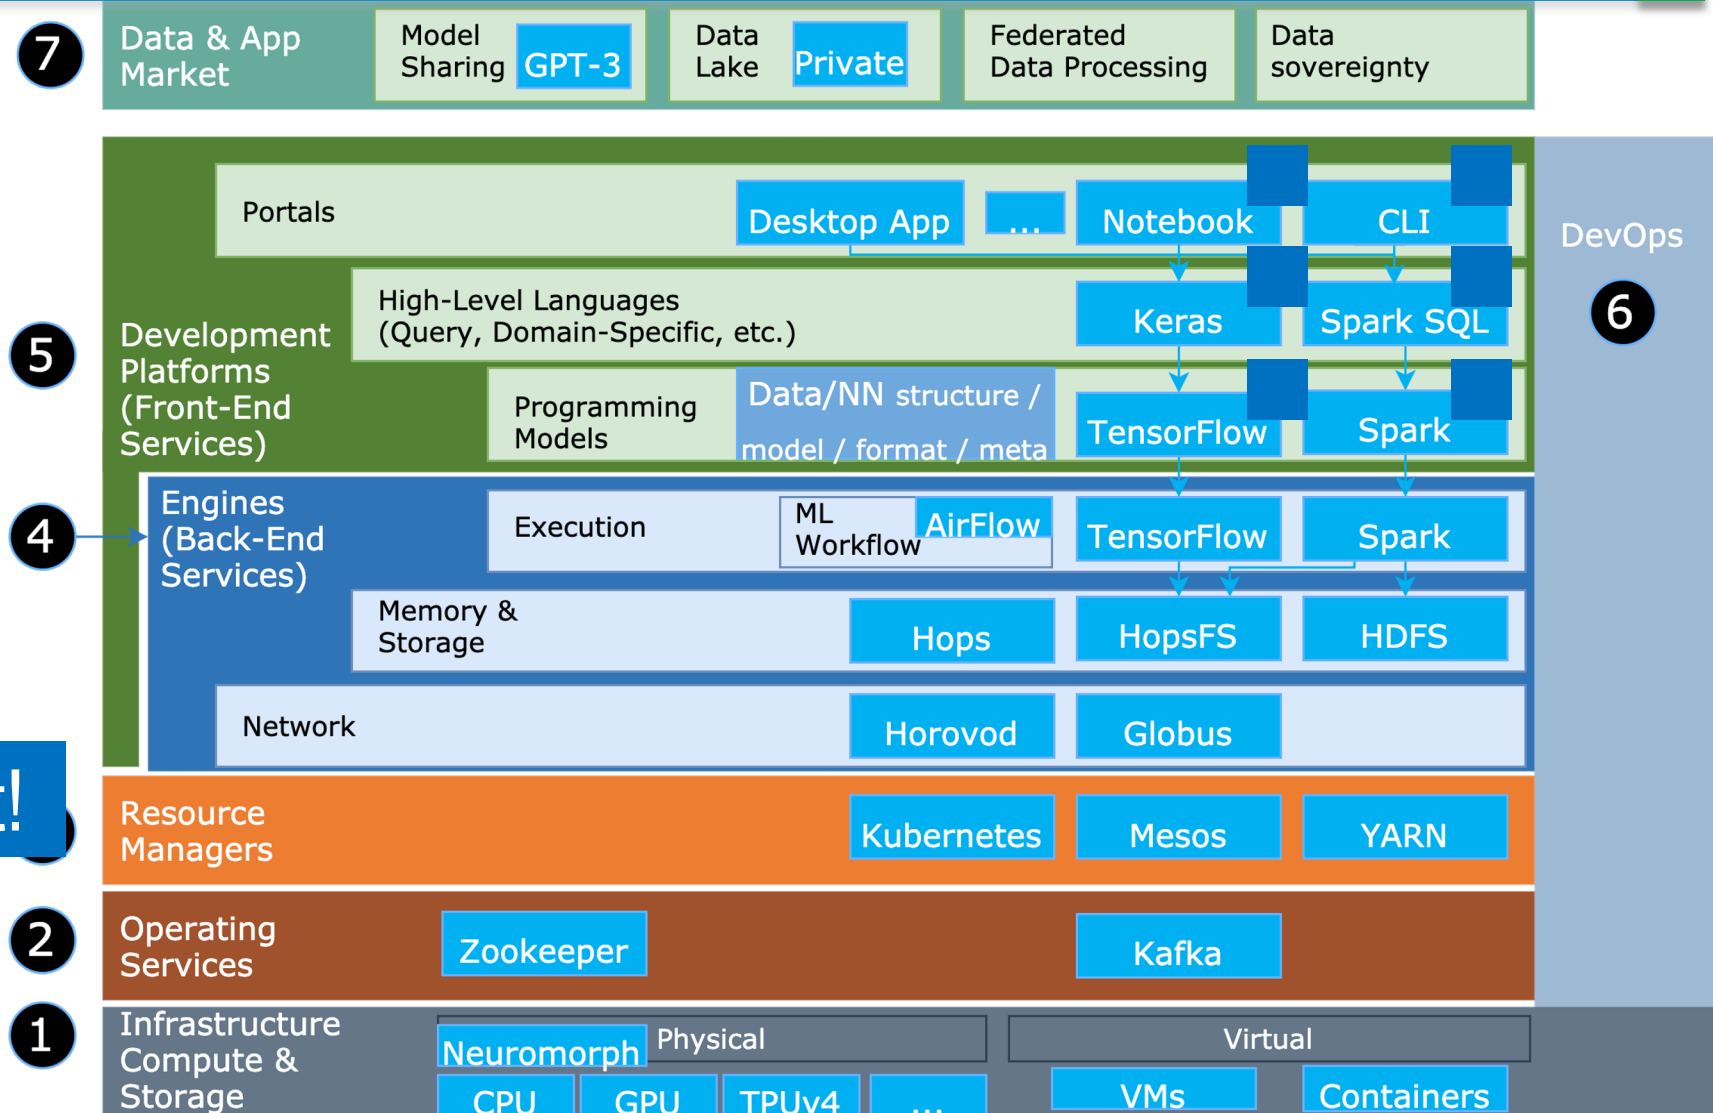 7
Data & App
Market
Model
Sharing
GPT-3
Data
Lake
Private
Federated
Data Processing
Data
sovereignty
Portals
Desktop App
...
Notebook
CLI
DevOps
6
High-Level Languages
(Query, Domain-Specific, etc.)
Keras
Spark SQL
5
Development
Platforms
(Front-End
Services)
Programming
Models
Data/NN structure /
model / format / meta
TensorFlow
Spark
4
Engines
(Back-End
Services)
Execution
ML
Workflow
AirFlow
TensorFlow
Spark
Memory &
Storage
Hops
HopsFS
HDFS
Network
Horovod
Globus
Resource
Managers
Kubernetes
Mesos
YARN
2
Operating
Services
Zookeeper
Kafka
1
Infrastructure
Compute &
Storage
Neuromorph
Physical
Virtual
CPU
GPU
TPUv4
...
VMs
Containers